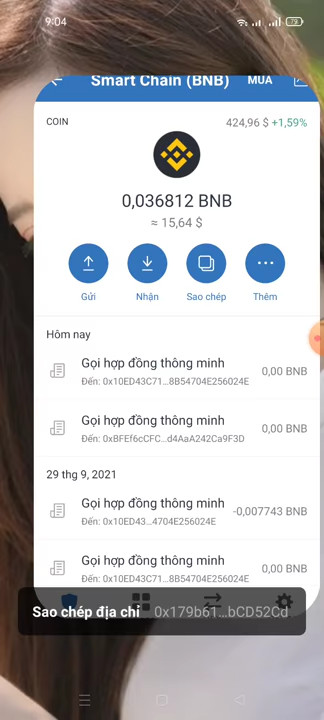 9:04
79
Smart Chain (BNB)
MUA
COIN
424,96 $ +1,59%
0,036812 BNB
≈ 15,64 $
Gửi
Nhận
Sao chép
Thêm
Hôm nay
Gọi hợp đồng thông minh
0,00 BNB
Đến: 0x10ED43C71...8B54704E256024E
Gọi hợp đồng thông minh
0,00 BNB
Đến: 0xBFEf6cCFC...d4AaA242Ca9F3D
29 thg 9, 2021
Gọi hợp đồng thông minh
-0,007743 BNB
Đến: 0x10ED43...4704E256024E
Gọi hợp đồng thông minh
0,00 BNB
Đến: 0x10ED43C71...8B54704E256024E
Sao chép địa chỉ 0x179b61...bCD52Cd